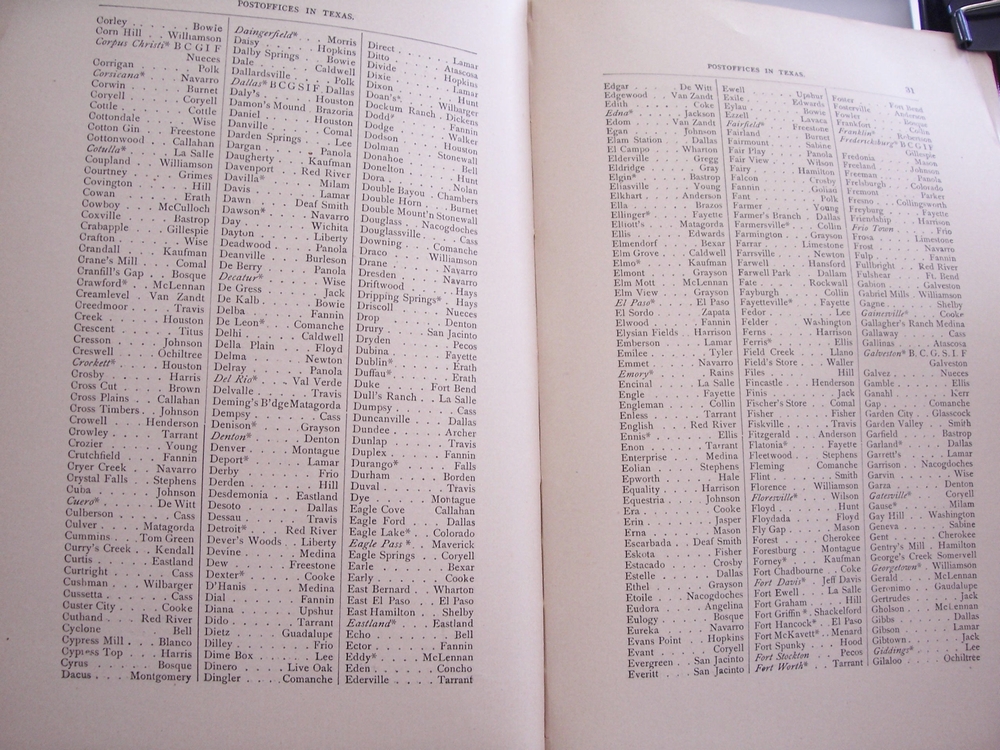 POSTOFFICES IN TEXAS.
Corley . . . . Bowie
Corn Hill . . Williamson
Corpus Christi* B C G I F
Nueces
Corrigan . . . . Polk
Corsicana* . . Navarro
Corwin . . . . Burnet
Coryell . . . . Coryell
Cottle . . . . Cottle
Cottondale . . . Wise
Cotton Gin . . Freestone
Cottonwood . . Callahan
Cotulla* . . . La Salle
Coupland . . Williamson
Courtney . . . Grimes
Covington . . . Hill
Cowan . . . . Erath
Cowboy . . McCulloch
Coxville . . . Bastrop
Crabapple . . Gillespie
Crafton . . . . Wise
Crandall . . . Kaufman
Crane's Mill . . Comal
Cranfill's Gap . . Bosque
Crawford* . . McLennan
Creamlevel . . Van Zandt
Creedmoor . . . Travis
Creek . . . . Houston
Crescent . . . . Titus
Cresson . . . Johnson
Creswell . . Ochiltree
Crockett* . . . Houston
Crosby . . . . Harris
Cross Cut . . . Brown
Cross Plains . . Callahan
Cross Timbers . . Johnson
Crowell . . . Henderson
Crowley . . . Tarrant
Crozier . . . . Young
Crutchfield . . . Fannin
Cryer Creek . . Navarro
Crystal Falls . . Stephens
Cuba . . . . Johnson
Cuero* . . . De Witt
Culberson . . . . Cass
Culver . . . Matagorda
Cummins . . Tom Green
Curry's Creek . . Kendall
Curtis . . . . Eastland
Curtright . . . . Cass
Cushman . . . Wilbarger
Cussetta . . . . Cass
Custer City . . . Cooke
Cuthand . . Red River
Cyclone . . . . Bell
Cypress Mill . . . Blanco
Cypress Top . . . Harris
Cyrus . . . . Bosque
Dacus . . . Montgomery
Daingerfield* . . . Morris
Daisy . . . . Hopkins
Dalby Springs . . Bowie
Dale . . . . Caldwell
Dallardsville . . . Polk
Dallas* B C G S I F, Dallas
Daly's . . . . Houston
Damon's Mound . Brazoria
Daniel . . . . Houston
Danville . . . . Comal
Darden Springs . . . Lee
Dargan . . . . Panola
Daugherty . . Kaufman
Davenport . . Red River
Davilla* . . . . Milam
Davis . . . . Lamar
Dawn . . . Deaf Smith
Dawson* . . . Navarro
Day . . . . Wichita
Dayton . . . . Liberty
Deadwood . . . Panola
Deanville . . . Burleson
De Berry . . . Panola
Decatur* . . . . Wise
De Gress . . . . Jack
De Kalb . . . . Bowie
Delba . . . . Fannin
De Leon* . . Comanche
Delhi . . . . Caldwell
Della Plain . . . Floyd
Delma . . . . Newton
Delray . . . . Panola
Del Rio* . . Val Verde
Delvalle . . . . Travis
Deming's B'dge Matagorda
Dempsy . . . . Cass
Denison* . . . Grayson
Denton* . . . Denton
Denver . . . Montague
Deport* . . . . Lamar
Derby . . . . Frio
Derden . . . . Hill
Desdemonia . . Eastland
Desoto . . . . Dallas
Dessau . . . . Travis
Detroit* . . . Red River
Dever's Woods . . Liberty
Devine . . . . Medina
Dew . . . . Freestone
Dexter* . . . . Cooke
D'Hanis . . . Medina
Dial . . . . Fannin
Diana . . . . Upshur
Dido . . . . Tarrant
Dietz . . . Guadalupe
Dilley . . . . Frio
Dime Box . . . . Lee
Dinero . . . Live Oak
Dingler . . . Comanche
Direct . . . . Lamar
Ditto . . . . Atascosa
Divide . . . . Hopkins
Dixie . . . . Lamar
Dixon . . . . Hunt
Doan's* . . . Wilbarger
Dockum Ranch . . Dickens
Dodd* . . . . Fannin
Dodge . . . . Walker
Dodson . . . Houston
Dolman . . . Stonewall
Donahoe . . . . Bell
Donelton . . . . Hunt
Dora . . . . Nolan
Double Bayou . Chambers
Double Horn . . Burnet
Double Mount'n Stonewall
Douglass . . Nacogdoches
Douglassville . . . Cass
Downing . . . Comanche
Draco . . . Williamson
Drane . . . . Navarro
Dresden . . . Navarro
Driftwood . . . Hays
Dripping Springs* . Hays
Driscoll . . . . Nueces
Drop . . . . Denton
Drury . . . San Jacinto
Dryden . . . . Pecos
Dubina . . . . Fayette
Dublin* . . . . Erath
Duffau* . . . . Erath
Duke . . . Fort Bend
Dull's Ranch . . La Salle
Dumpsy . . . . Cass
Duncanville . . . Dallas
Dundee . . . . Archer
Dunlap . . . . Travis
Duplex . . . . Fannin
Durango* . . . . Falls
Durham . . . . Borden
Duval . . . . Travis
Dye . . . . Montague
Eagle Cove . . Callahan
Eagle Ford . . . Dallas
Eagle Lake* . . Colorado
Eagle Pass* . . Maverick
Eagle Springs . . Coryell
Earle . . . . Bexar
Early . . . . Cooke
East Bernard . . Wharton
East El Paso . . El Paso
East Hamilton . . Shelby
Eastland* . . . Eastland
Echo . . . . Bell
Ector . . . . Fannin
Eddy* . . . McLennan
Eden . . . . Concho
Ederville . . . Tarrant
POSTOFFICES IN TEXAS.
31
Edgar . . . . De Witt
Edgewood . . Van Zandt
Edith . . . . Coke
Edna* . . . . Jackson
Edom . . . Van Zandt
Egan . . . . Johnson
Elam Station . . . Dallas
El Campo . . . Wharton
Elderville . . . Gregg
Eldridge . . . . Gray
Elgin* . . . . Bastrop
Eliasville . . . Young
Elkhart . . . Anderson
Ella . . . . Brazos
Ellinger* . . . Fayette
Elliott's . . . Matagorda
Ellis . . . . Edwards
Elmendorf . . . Bexar
Elm Grove . . . Caldwell
Elmo* . . . . Kaufman
Elmont . . . . Grayson
Elm Mott . . McLennan
Elm View . . . Grayson
El Paso* . . . El Paso
El Sordo . . . . Zapata
Elwood . . . . Fannin
Elysian Fields . . Harrison
Emberson . . . Lamar
Emilee . . . . Tyler
Emmet . . . . Navarro
Emory* . . . . Rains
Encinal . . . La Salle
Engle . . . . Fayette
Engleman . . . Collin
Enless . . . . Tarrant
English . . . Red River
Ennis* . . . . Ellis
Enon . . . . Tarrant
Enterprise . . . Medina
Eolian . . . Stephens
Epworth . . . . Hale
Equality . . . Harrison
Equestria . . . Johnson
Era . . . . Cooke
Erin . . . . Jasper
Erna . . . . Mason
Escarbada . . Deaf Smith
Eskota . . . . Fisher
Estacado . . . Crosby
Estelle . . . . Dallas
Ethel . . . . Grayson
Etoile . . . Nacogdoches
Eudora . . . Angelina
Eulogy . . . . Bosque
Eureka . . . . Navarro
Evans Point . . Hopkins
Evant . . . . Coryell
Evergreen . . San Jacinto
Everitt . . . San Jacinto
Ewell . . . . Upshur
Exile . . . . Edwards
Eylau . . . . Bowie
Ezzell . . . . Lavaca
Fairfield* . . Freestone
Fairland . . . . Burnet
Fairmount . . . Sabine
Fair Play . . . Panola
Fair View . . . Wilson
Fairy . . . . Hamilton
Falcon . . . . Crosby
Fannin . . . . Goliad
Fant . . . . Polk
Farmer . . . . Young
Farmer's Branch . Dallas
Farmersville* . . Collin
Farmington . . Grayson
Farrar . . . Limestone
Farrsville . . . Newton
Farwell . . . Hansford
Farwell Park . . Dallam
Fate . . . . Rockwall
Fayburg . . . . Collin
Fayetteville* . . Fayette
Fedor . . . . Lee
Felder . . . Washington
Ferns . . . . Harrison
Ferris* . . . . Ellis
Field Creek . . . Llano
Field's Store . . Waller
Files . . . . Hill
Fincastle . . Henderson
Finis . . . . Jack
Fischer's Store . . Comal
Fisher . . . . Fisher
Fiskville . . . . Travis
Fitzgerald . . Anderson
Flatonia* . . . Fayette
Fleetwood . . . Stephens
Fleming . . Comanche
Flint . . . . Smith
Florence . . Williamson
Floresville* . . . Wilson
Floyd . . . . Hunt
Floydada . . . . Floyd
Fly Gap . . . . Mason
Forest . . . . Cherokee
Forestburg . . Montague
Forney* . . . Kaufman
Fort Chadbourne . . Coke
Fort Davis* . . Jeff Davis
Fort Ewell . . La Salle
Fort Graham . . . Hill
Fort Griffin* . Shackelford
Fort Hancock* . . El Paso
Fort McKavett* . . Menard
Fort Spunky . . . Hood
Fort Stockton . . Pecos
Fort Worth* . . . Tarrant
Fosterville . .
Fowler . . .
Frankfort . . . Collin
Franklin* . . Robertson
Fredericksburg* B C G I F
Gillespie
Fredonia . . . Mason
Freeland . . . Johnson
Freeman . . . Panola
Frelsburgh . . Colorado
Fremont . . . . Parker
Fresno . . Collingsworth
Freyburg . . . Fayette
Friendship . . Harrison
Frio Town . . . . Frio
Frosa . . . Limestone
Frost . . . . Navarro
Fulp . . . . Fannin
Fullbright . . Red River
Fulshear . . . Ft. Bend
Gabion . . . Galveston
Gabriel Mills . Williamson
Gagne . . . . Shelby
Gainesville* . . . Cooke
Gallagher's Ranch Medina
Gallaway . . . . Cass
Gallinas . . . Atascosa
Galveston* B. C. G. S. I. F
Galveston
Galvez . . . . Nueces
Gamble . . . . Ellis
Ganahl . . . . Kerr
Gap . . . . Comanche
Garden City . . Glasscock
Garden Valley . . Smith
Garfield . . . Bastrop
Garland* . . . Dallas
Garrett's . . . . Lamar
Garrison . . Nacogdoches
Garvin . . . . Wise
Garza . . . . Denton
Gatesville* . . . Coryell
Gause* . . . . Milam
Gay Hill . . Washington
Geneva . . . . Sabine
Gent . . . . Cherokee
Gentry's Mill . . Hamilton
George's Creek Somervell
Georgetown* . . Williamson
Gerald . . . McLennan
Geronimo . . Guadalupe
Gertrudes . . . . Jack
Gholson . . . McLennan
Gibbs . . . . Dallas
Gibson . . . . Lamar
Gibtown . . . . Jack
Giddings* . . . . Lee
Gilaloo . . . Ochiltree